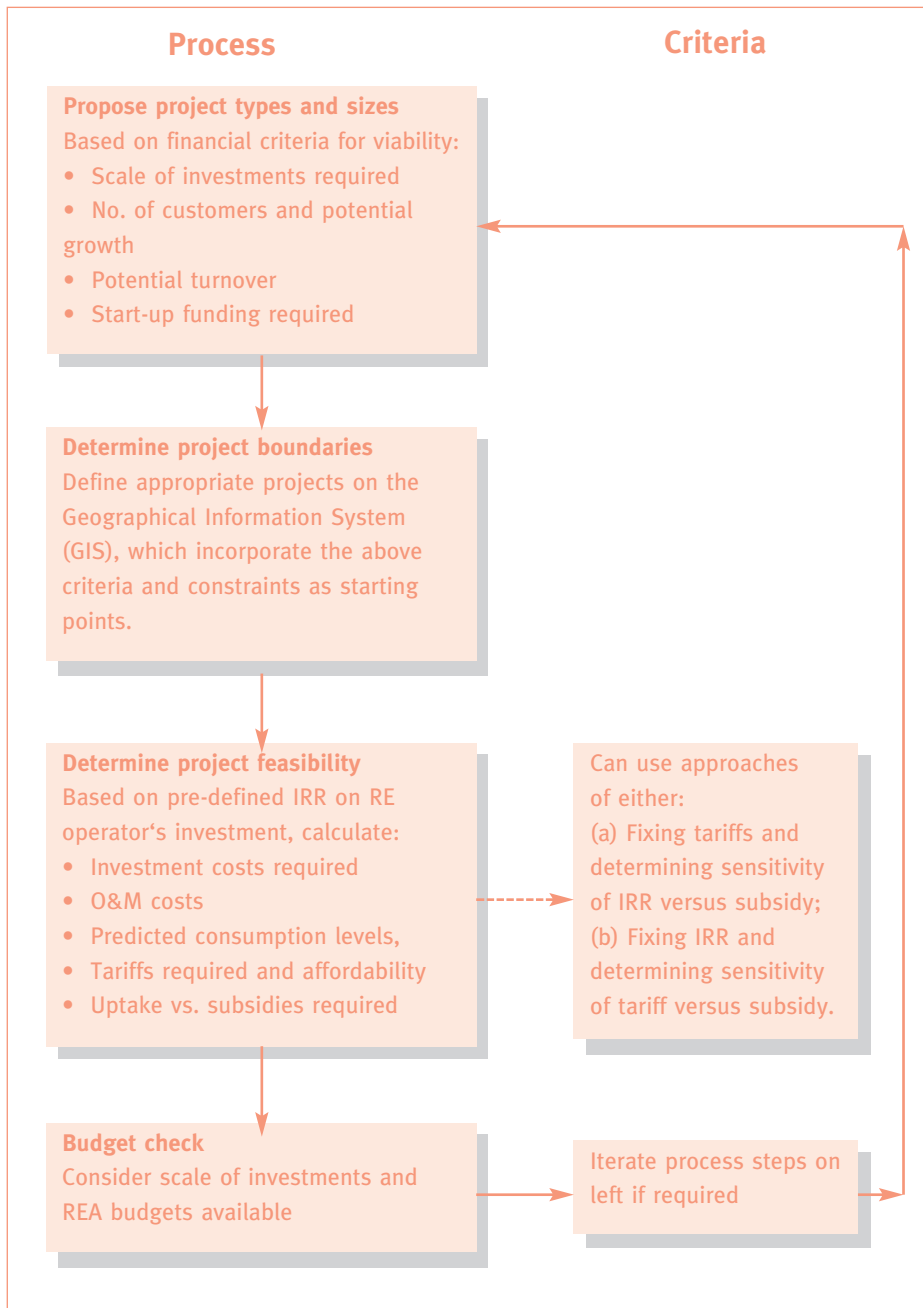 Process
Criteria
Propose project types and sizes
Based on financial criteria for viability:
• Scale of investments required
• No. of customers and potential
growth
• Potential turnover
• Start-up funding required
Determine project boundaries
Define appropriate projects on the
Geographical Information System
(GIS), which incorporate the above
criteria and constraints as starting
points.
Determine project feasibility
Based on pre-defined IRR on RE
operator‘s investment, calculate:
• Investment costs required
• O&M costs
• Predicted consumption levels,
• Tariffs required and affordability
• Uptake vs. subsidies required
Can use approaches
of either:
(a) Fixing tariffs and
determining sensitivity
of IRR versus subsidy;
(b) Fixing IRR and
determining sensitivity
of tariff versus subsidy.
Budget check
Consider scale of investments and
REA budgets available
Iterate process steps on
left if required